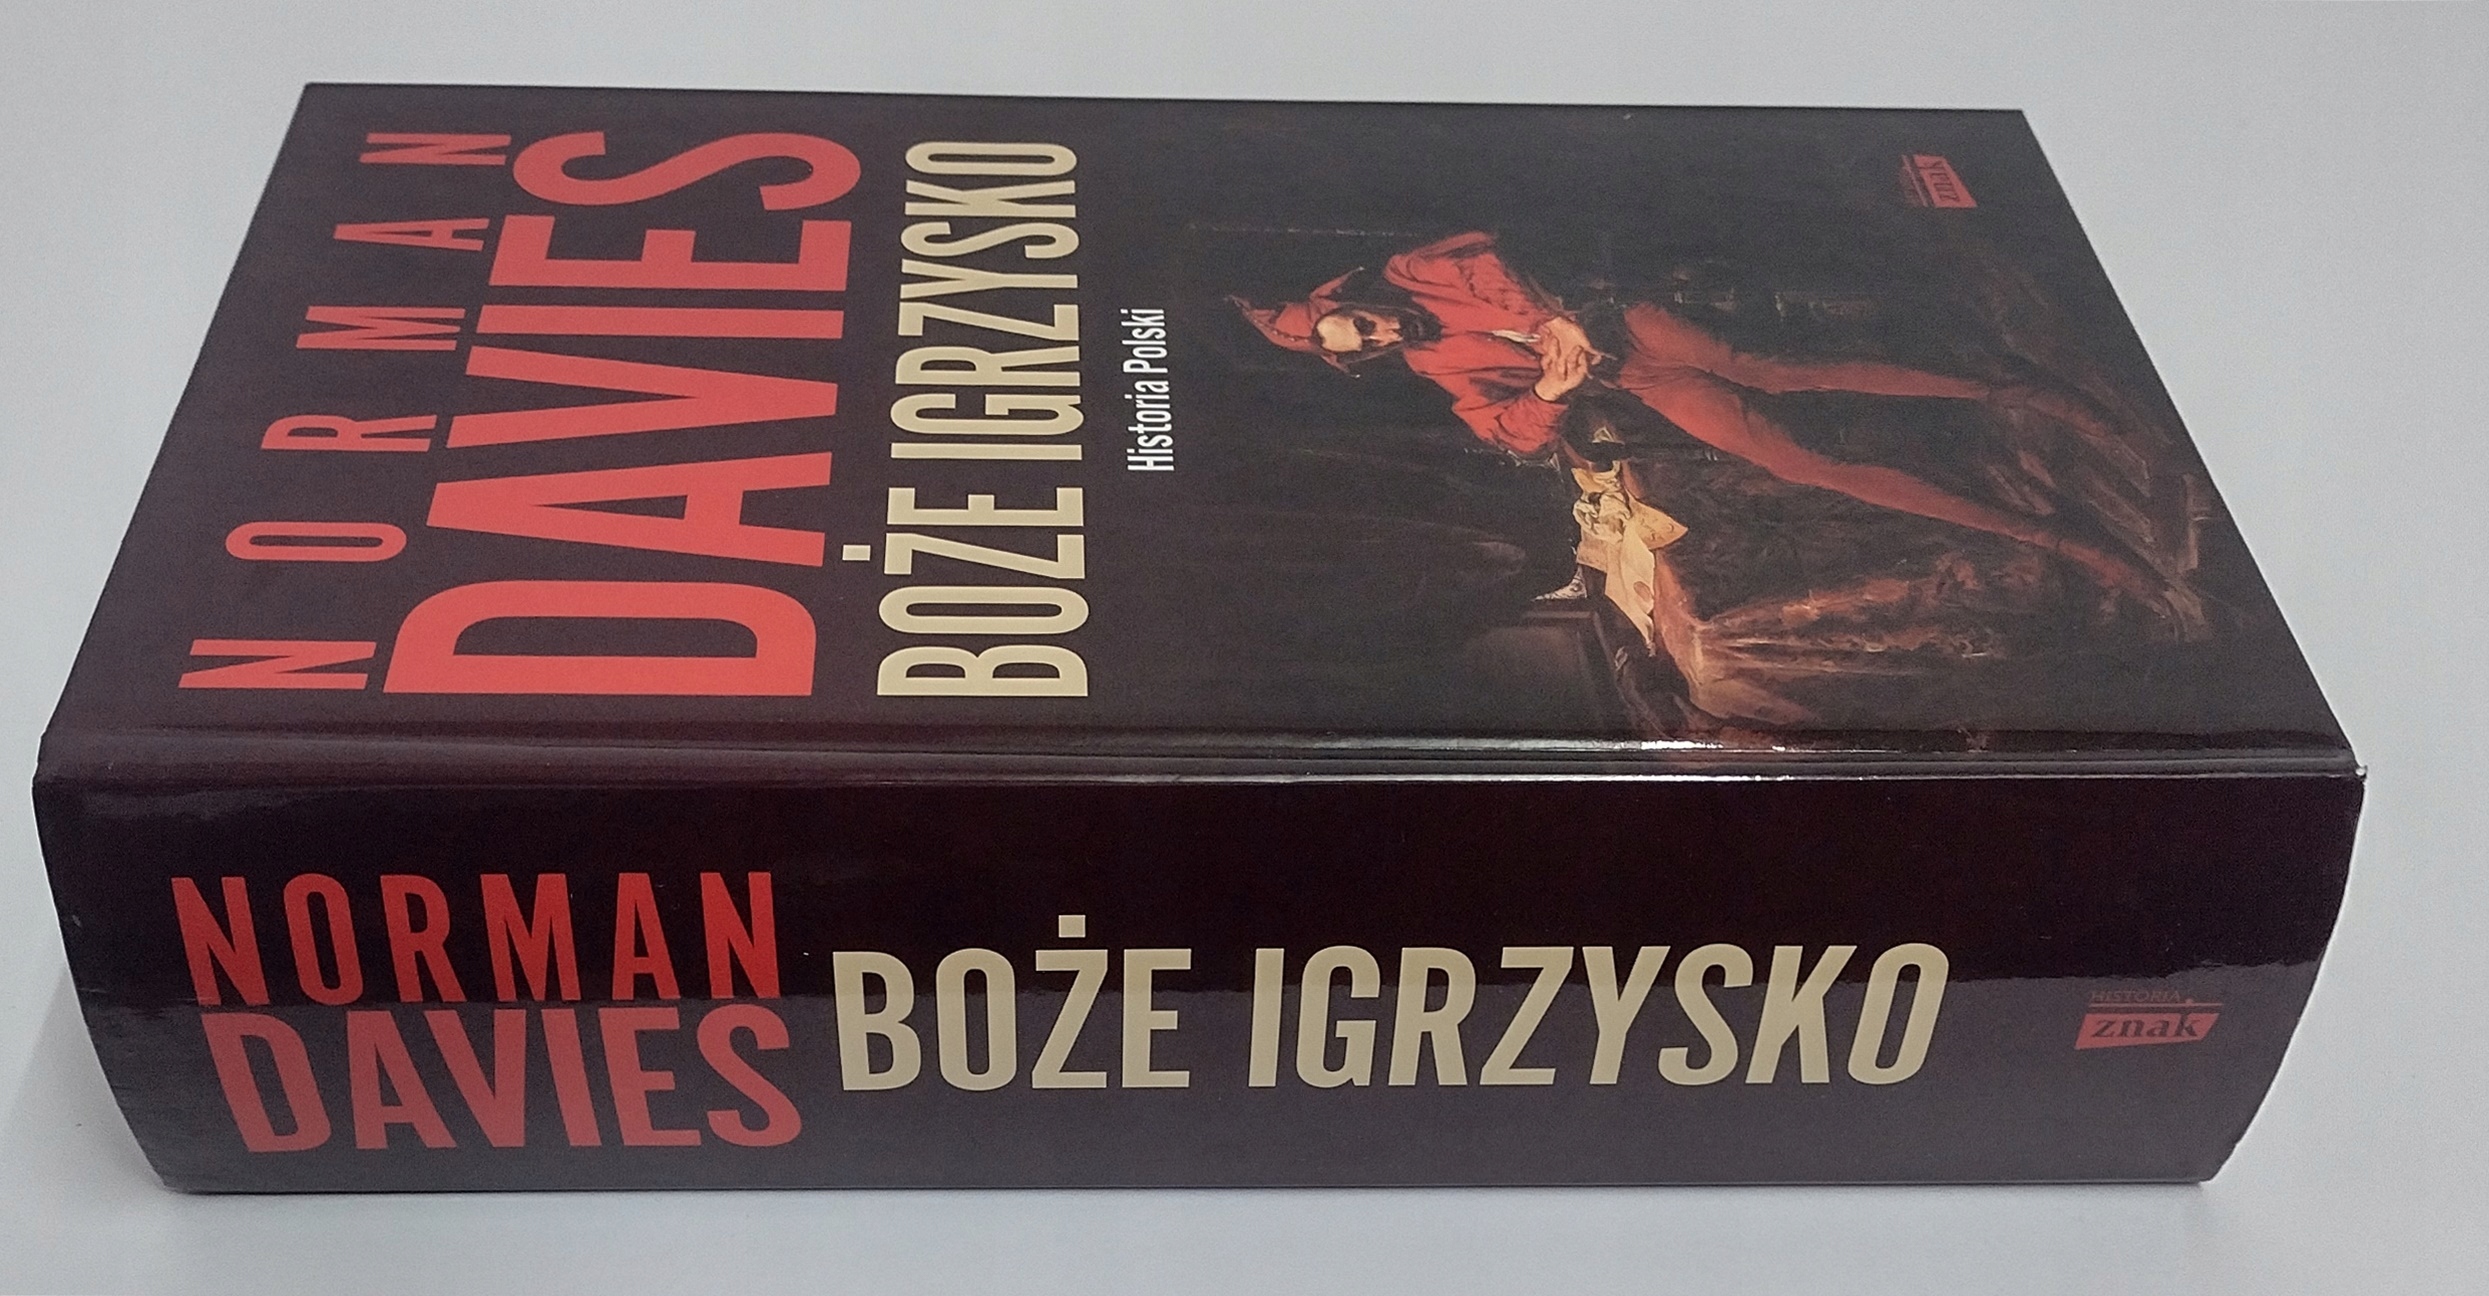 NORMAN
DAVIES
BOŻE IGRZYSKO
Historia Polski
znak
NORMAN
DAVIES
BOŻE IGRZYSKO
HISTORIA
znak